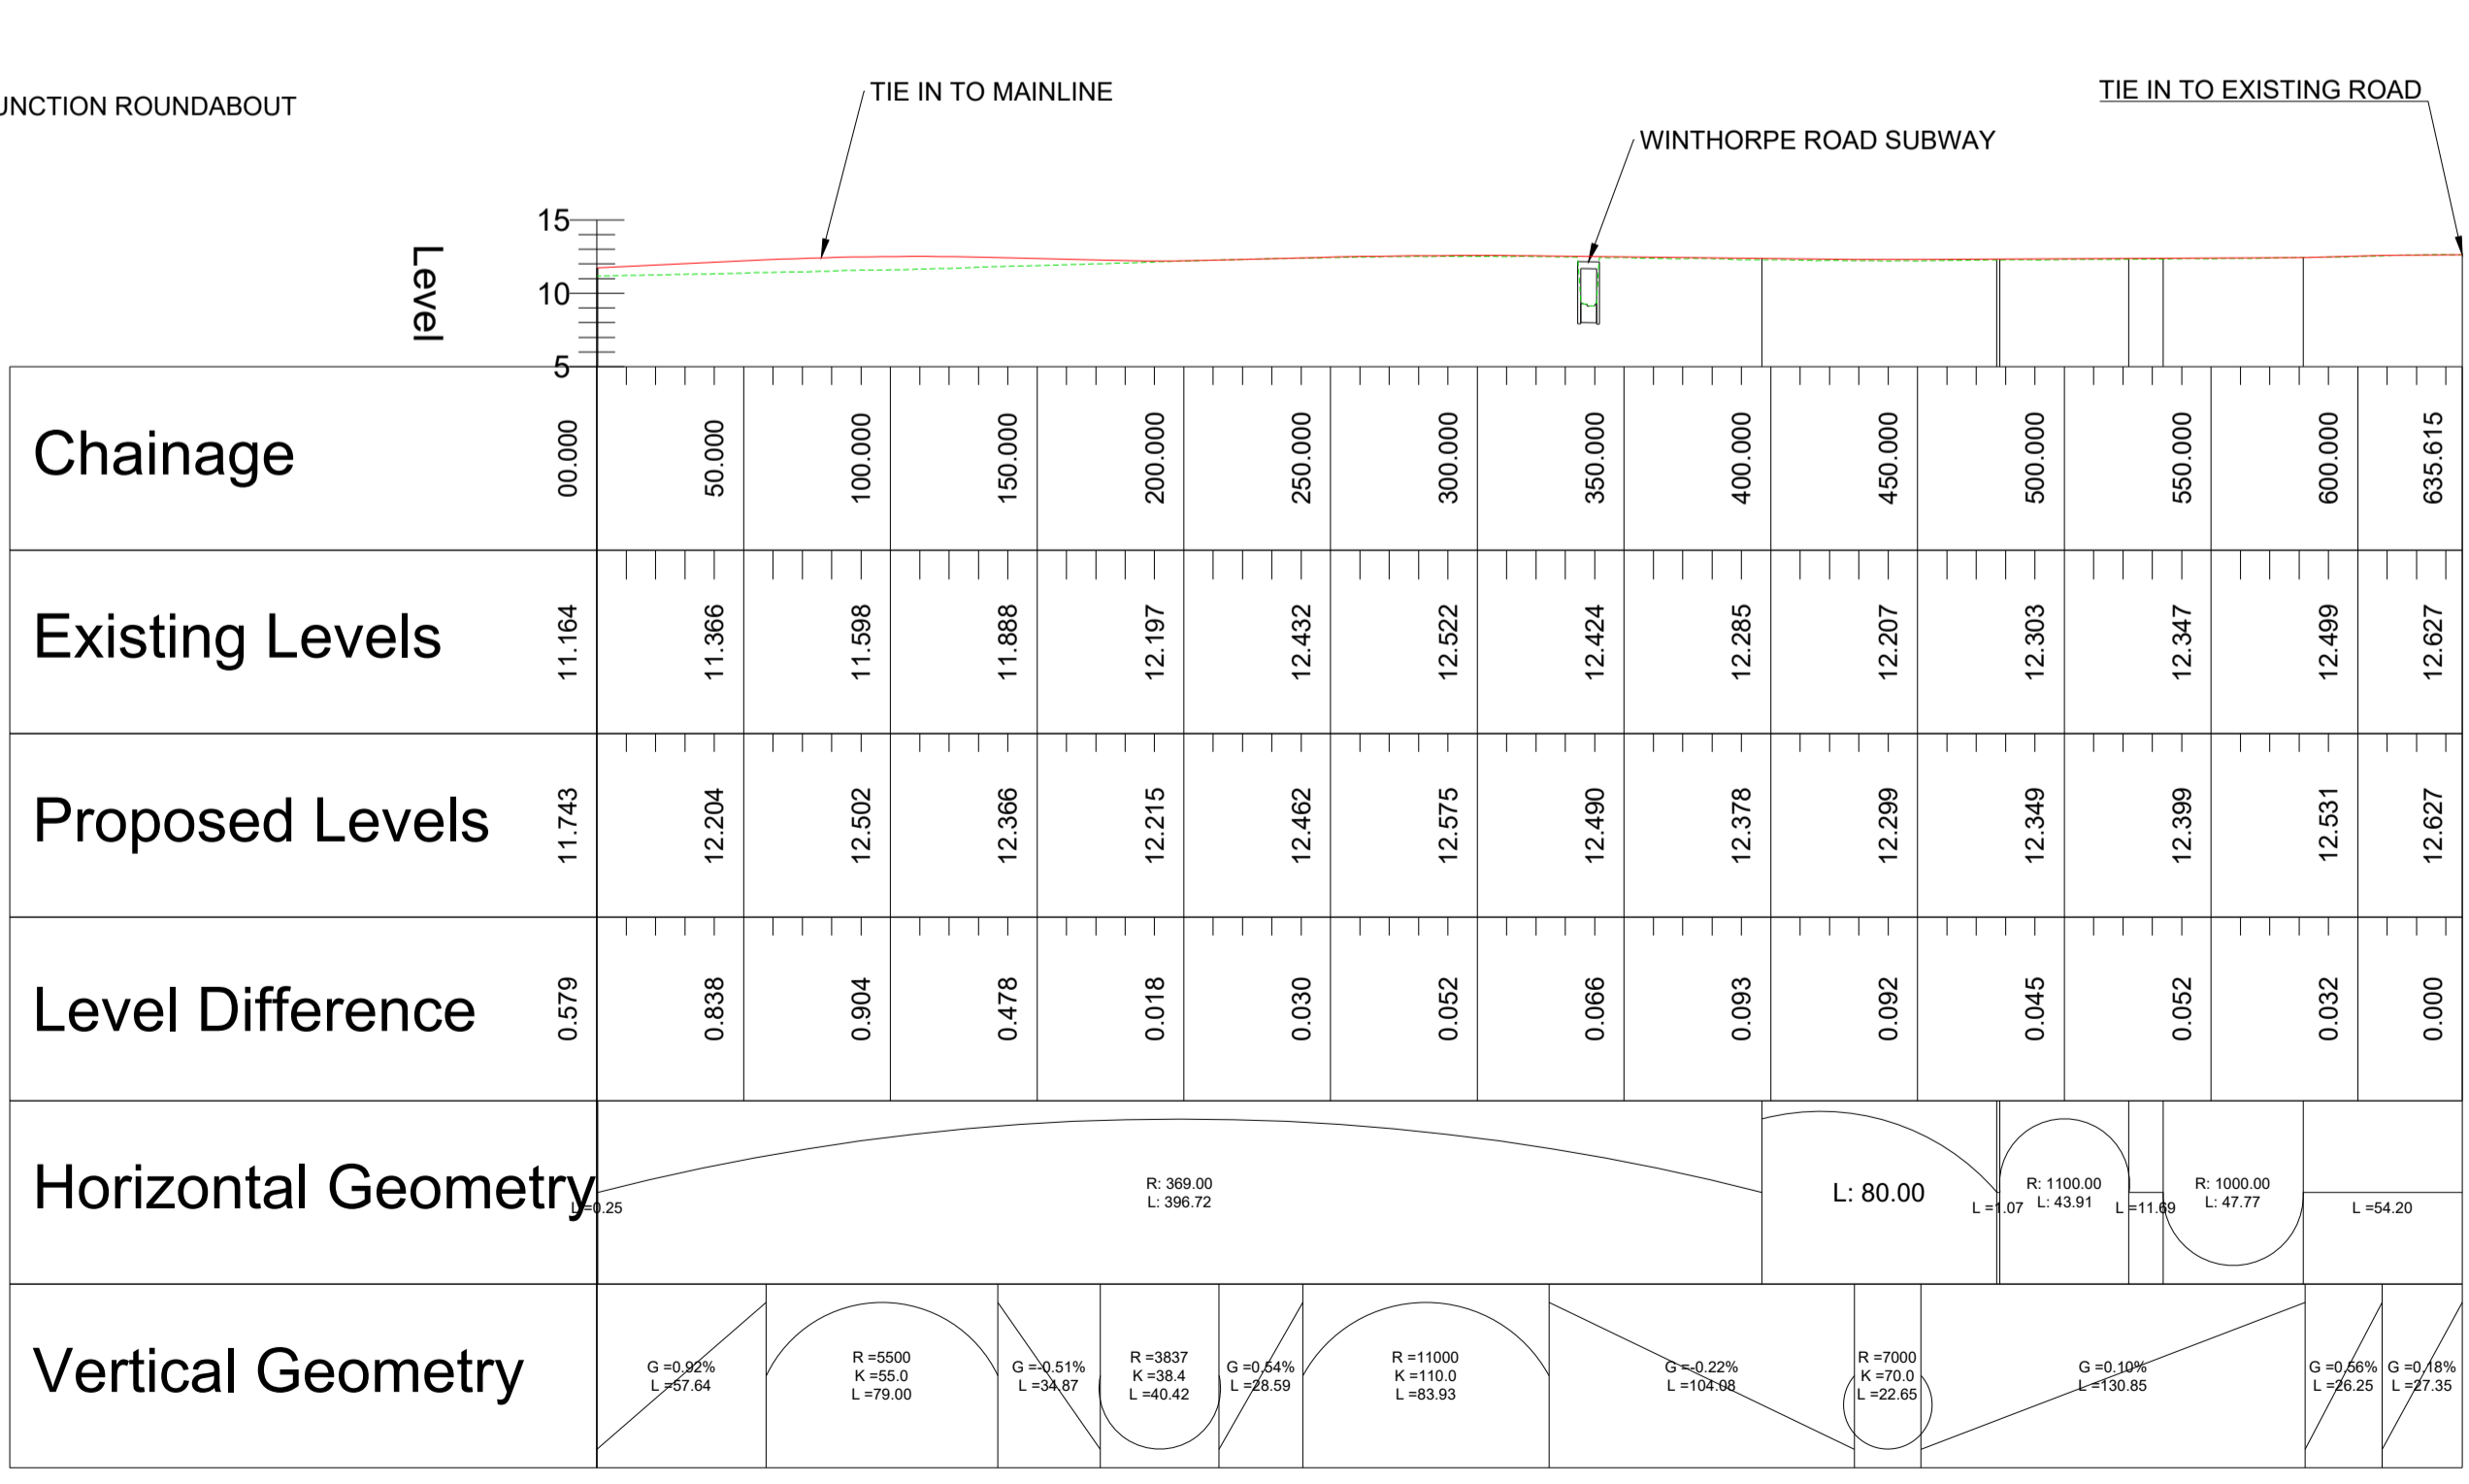 UNCTION ROUNDABOUT
TIE IN TO MAINLINE
TIE IN TO EXISTING ROAD
WINTHORPE ROAD SUBWAY
Level
15
10
5
Chainage
00.000
50.000
100.000
150.000
200.000
250.000
300.000
350.000
400.000
450.000
500.000
550.000
600.000
635.615
Existing Levels
11.164
11.366
11.598
11.888
12.197
12.432
12.522
12.424
12.285
12.207
12.303
12.347
12.499
12.627
Proposed Levels
11.743
12.204
12.502
12.366
12.215
12.462
12.575
12.490
12.378
12.299
12.349
12.399
12.531
12.627
Level Difference
0.579
0.838
0.904
0.478
0.018
0.030
0.052
0.066
0.093
0.092
0.045
0.052
0.032
0.000
Horizontal Geometry
L =0.25
R: 369.00
L: 396.72
L: 80.00
L =1.07
R: 1100.00
L: 43.91
L =11.69
R: 1000.00
L: 47.77
L =54.20
Vertical Geometry
G =0.92%
L =57.64
R =5500
K =55.0
L =79.00
G =-0.51%
L =34.87
R =3837
K =38.4
L =40.42
G =0.54%
L =28.59
R =11000
K =110.0
L =83.93
G =-0.22%
L =104.08
R =7000
K =70.0
L =22.65
G =0.10%
L =130.85
G =0.56%
L =26.25
G =0.18%
L =27.35